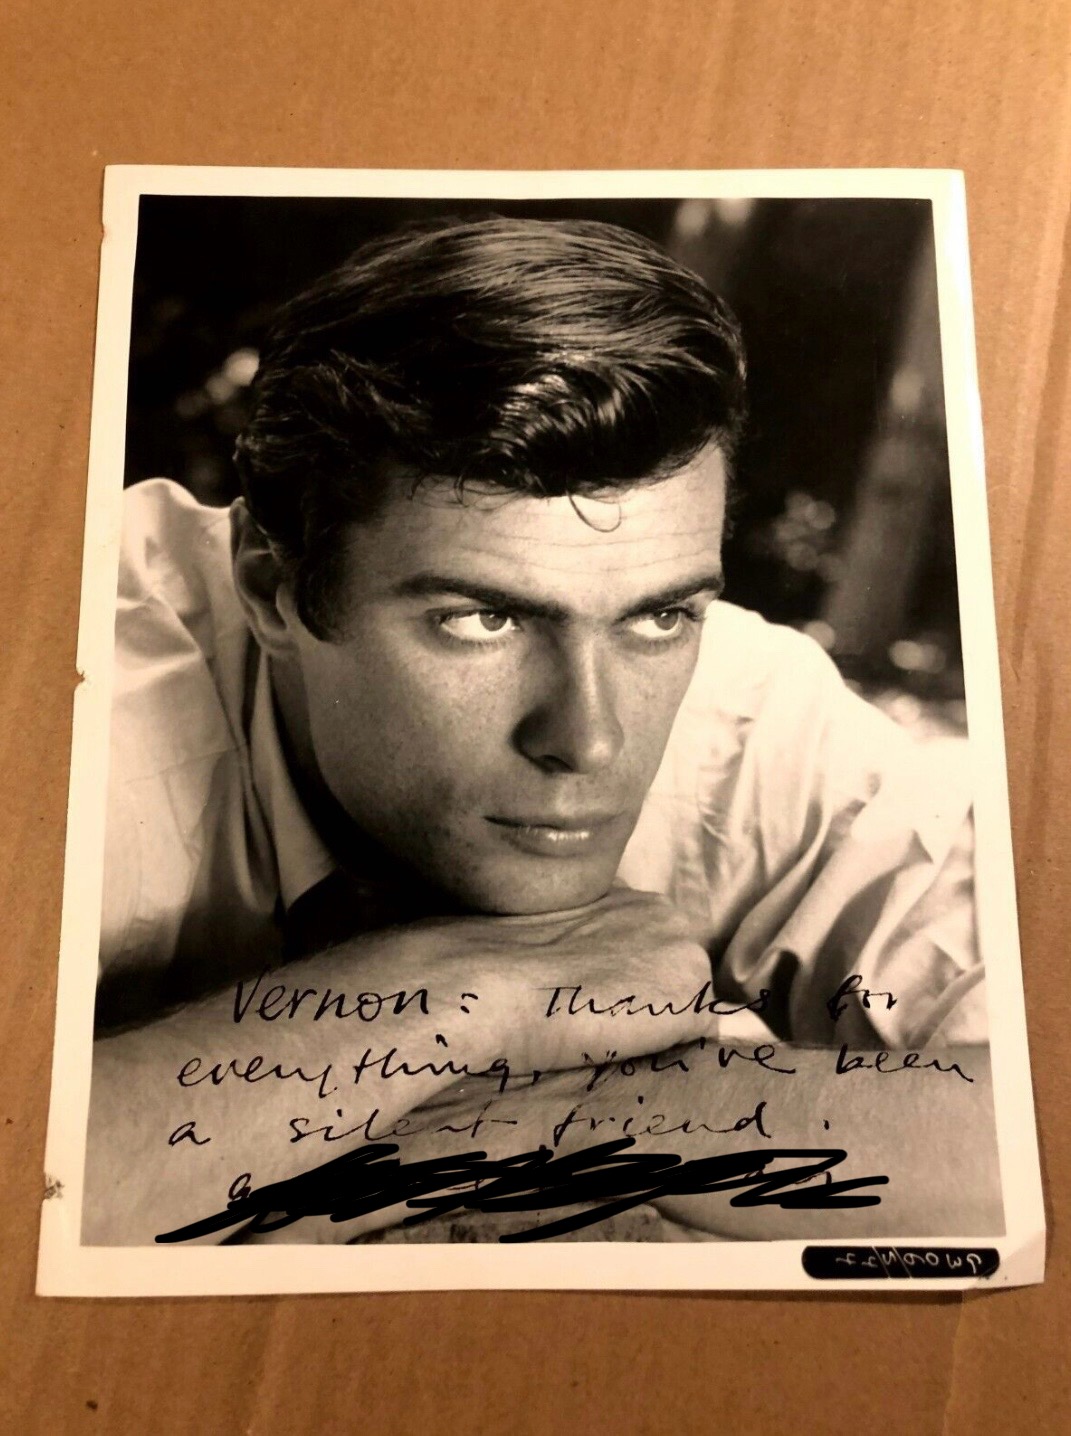 Vernon: Thanks for
everything, you've been
a silent friend.